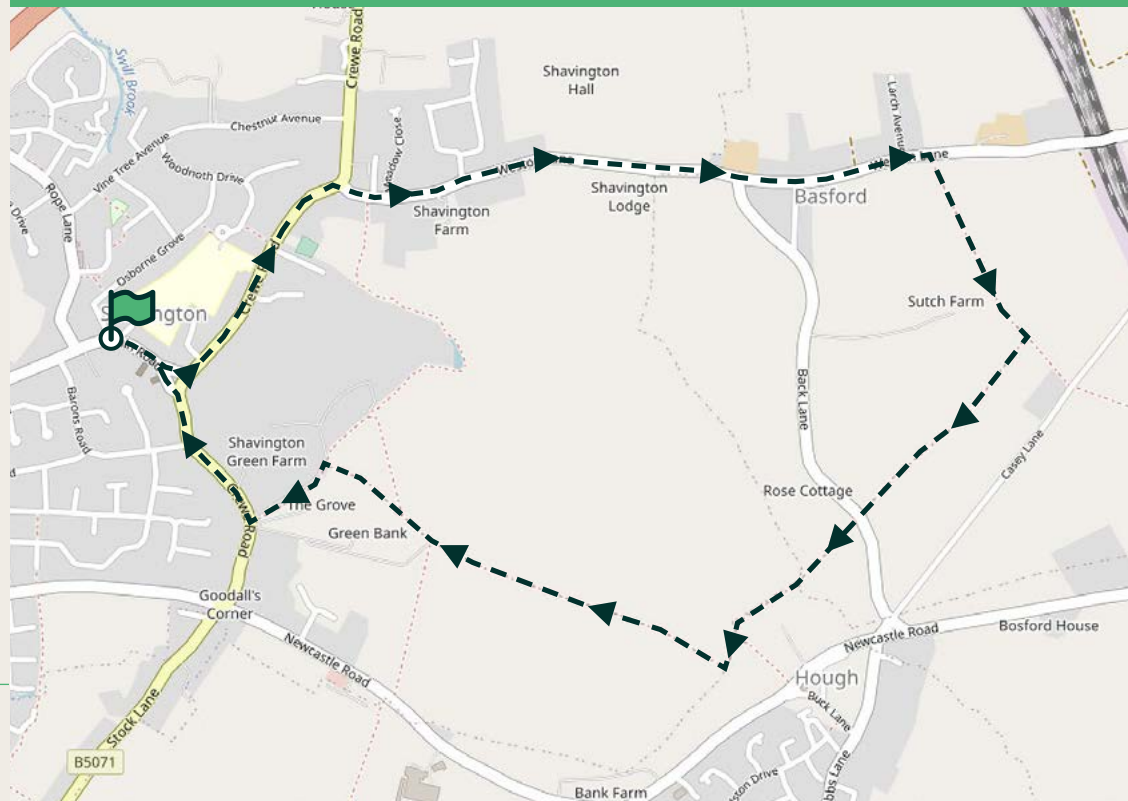 Crewe Road
Swill
Brook
Shavington
Hall
Larch Avenue
Chestnut Avenue
Meadow Close
Vine Tree Avenue
Woodnoth Drive
Rope Lane
Drive
Shavington
Lodge
Basford
Shavington
Farm
Osborne Grove
Sutch Farm
Crewe Road
Barons Road
Back Lane
Casey Lane
Shavington
Green Farm
Rose Cottage
The Grove
Green Bank
Crewe Road
Goodall's
Corner
Newcastle Road
Bosford House
Newcastle Road
Hough
Buck Lane
Stock Lane
B5071
Bank Farm